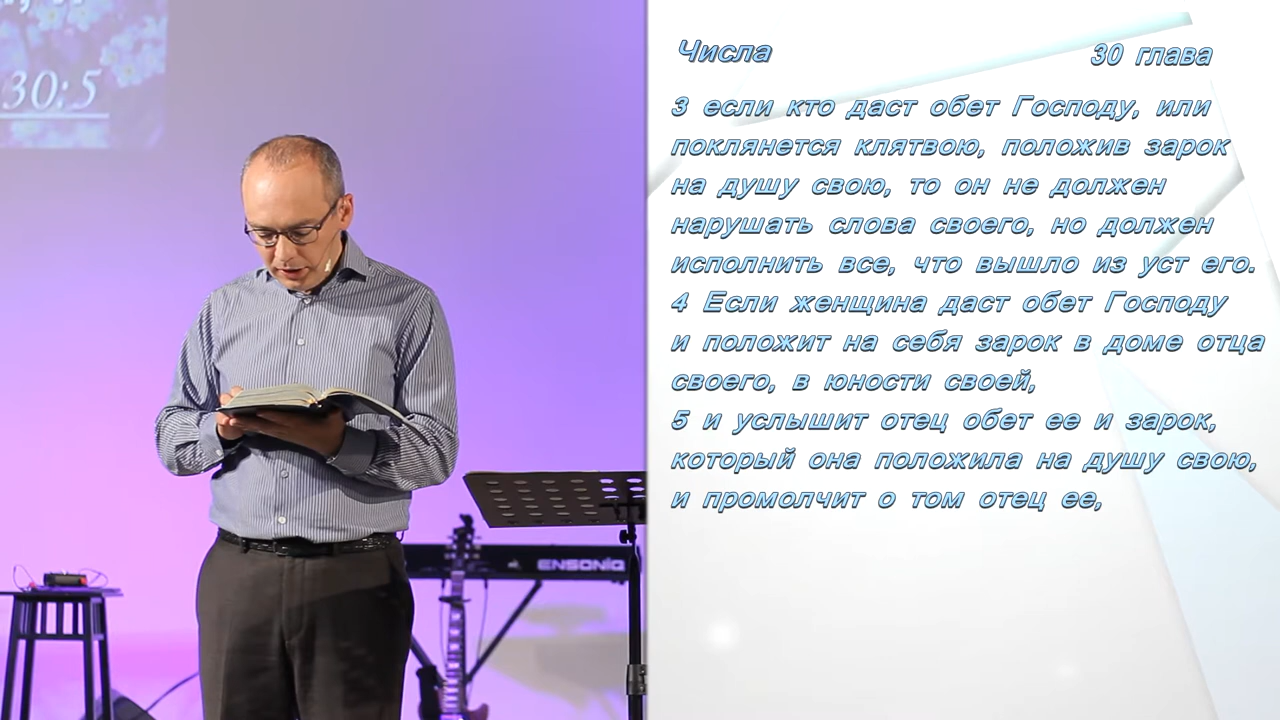 30:5
ENSONIQ
Числа 30 глава
3 если кто даст обет Господу, или
поклянется клятвою, положив зарок
на душу свою, то он не должен
нарушать слова своего, но должен
исполнить все, что вышло из уст его.
4 Если женщина даст обет Господу
и положит на себя зарок в доме отца
своего, в юности своей,
5 и услышит отец обет ее и зарок,
который она положила на душу свою,
и промолчит о том отец ее,